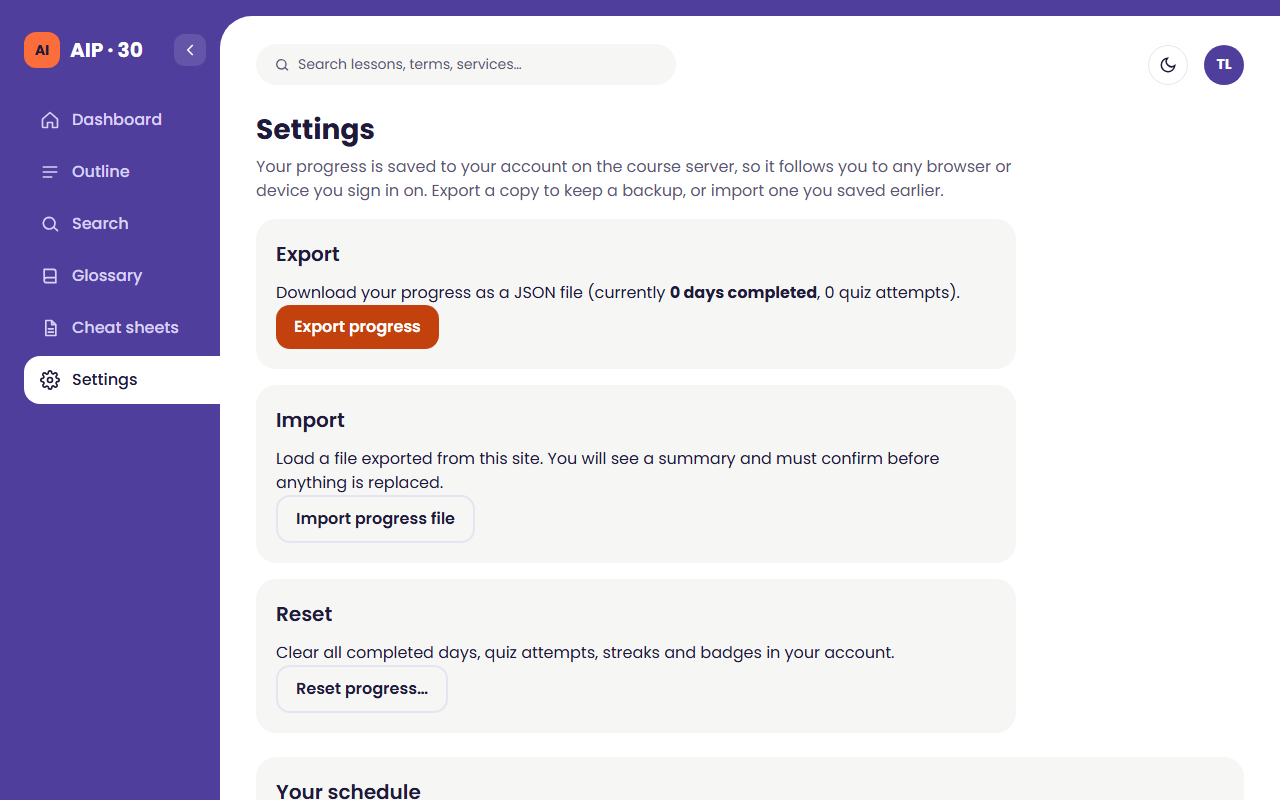 AI
AIP · 30
Dashboard
Outline
Search
Glossary
Cheat sheets
Settings
Search lessons, terms, services…
TL
Settings
Your progress is saved to your account on the course server, so it follows you to any browser or
device you sign in on. Export a copy to keep a backup, or import one you saved earlier.
Export
Download your progress as a JSON file (currently 0 days completed, 0 quiz attempts).
Export progress
Import
Load a file exported from this site. You will see a summary and must confirm before
anything is replaced.
Import progress file
Reset
Clear all completed days, quiz attempts, streaks and badges in your account.
Reset progress…
Your schedule